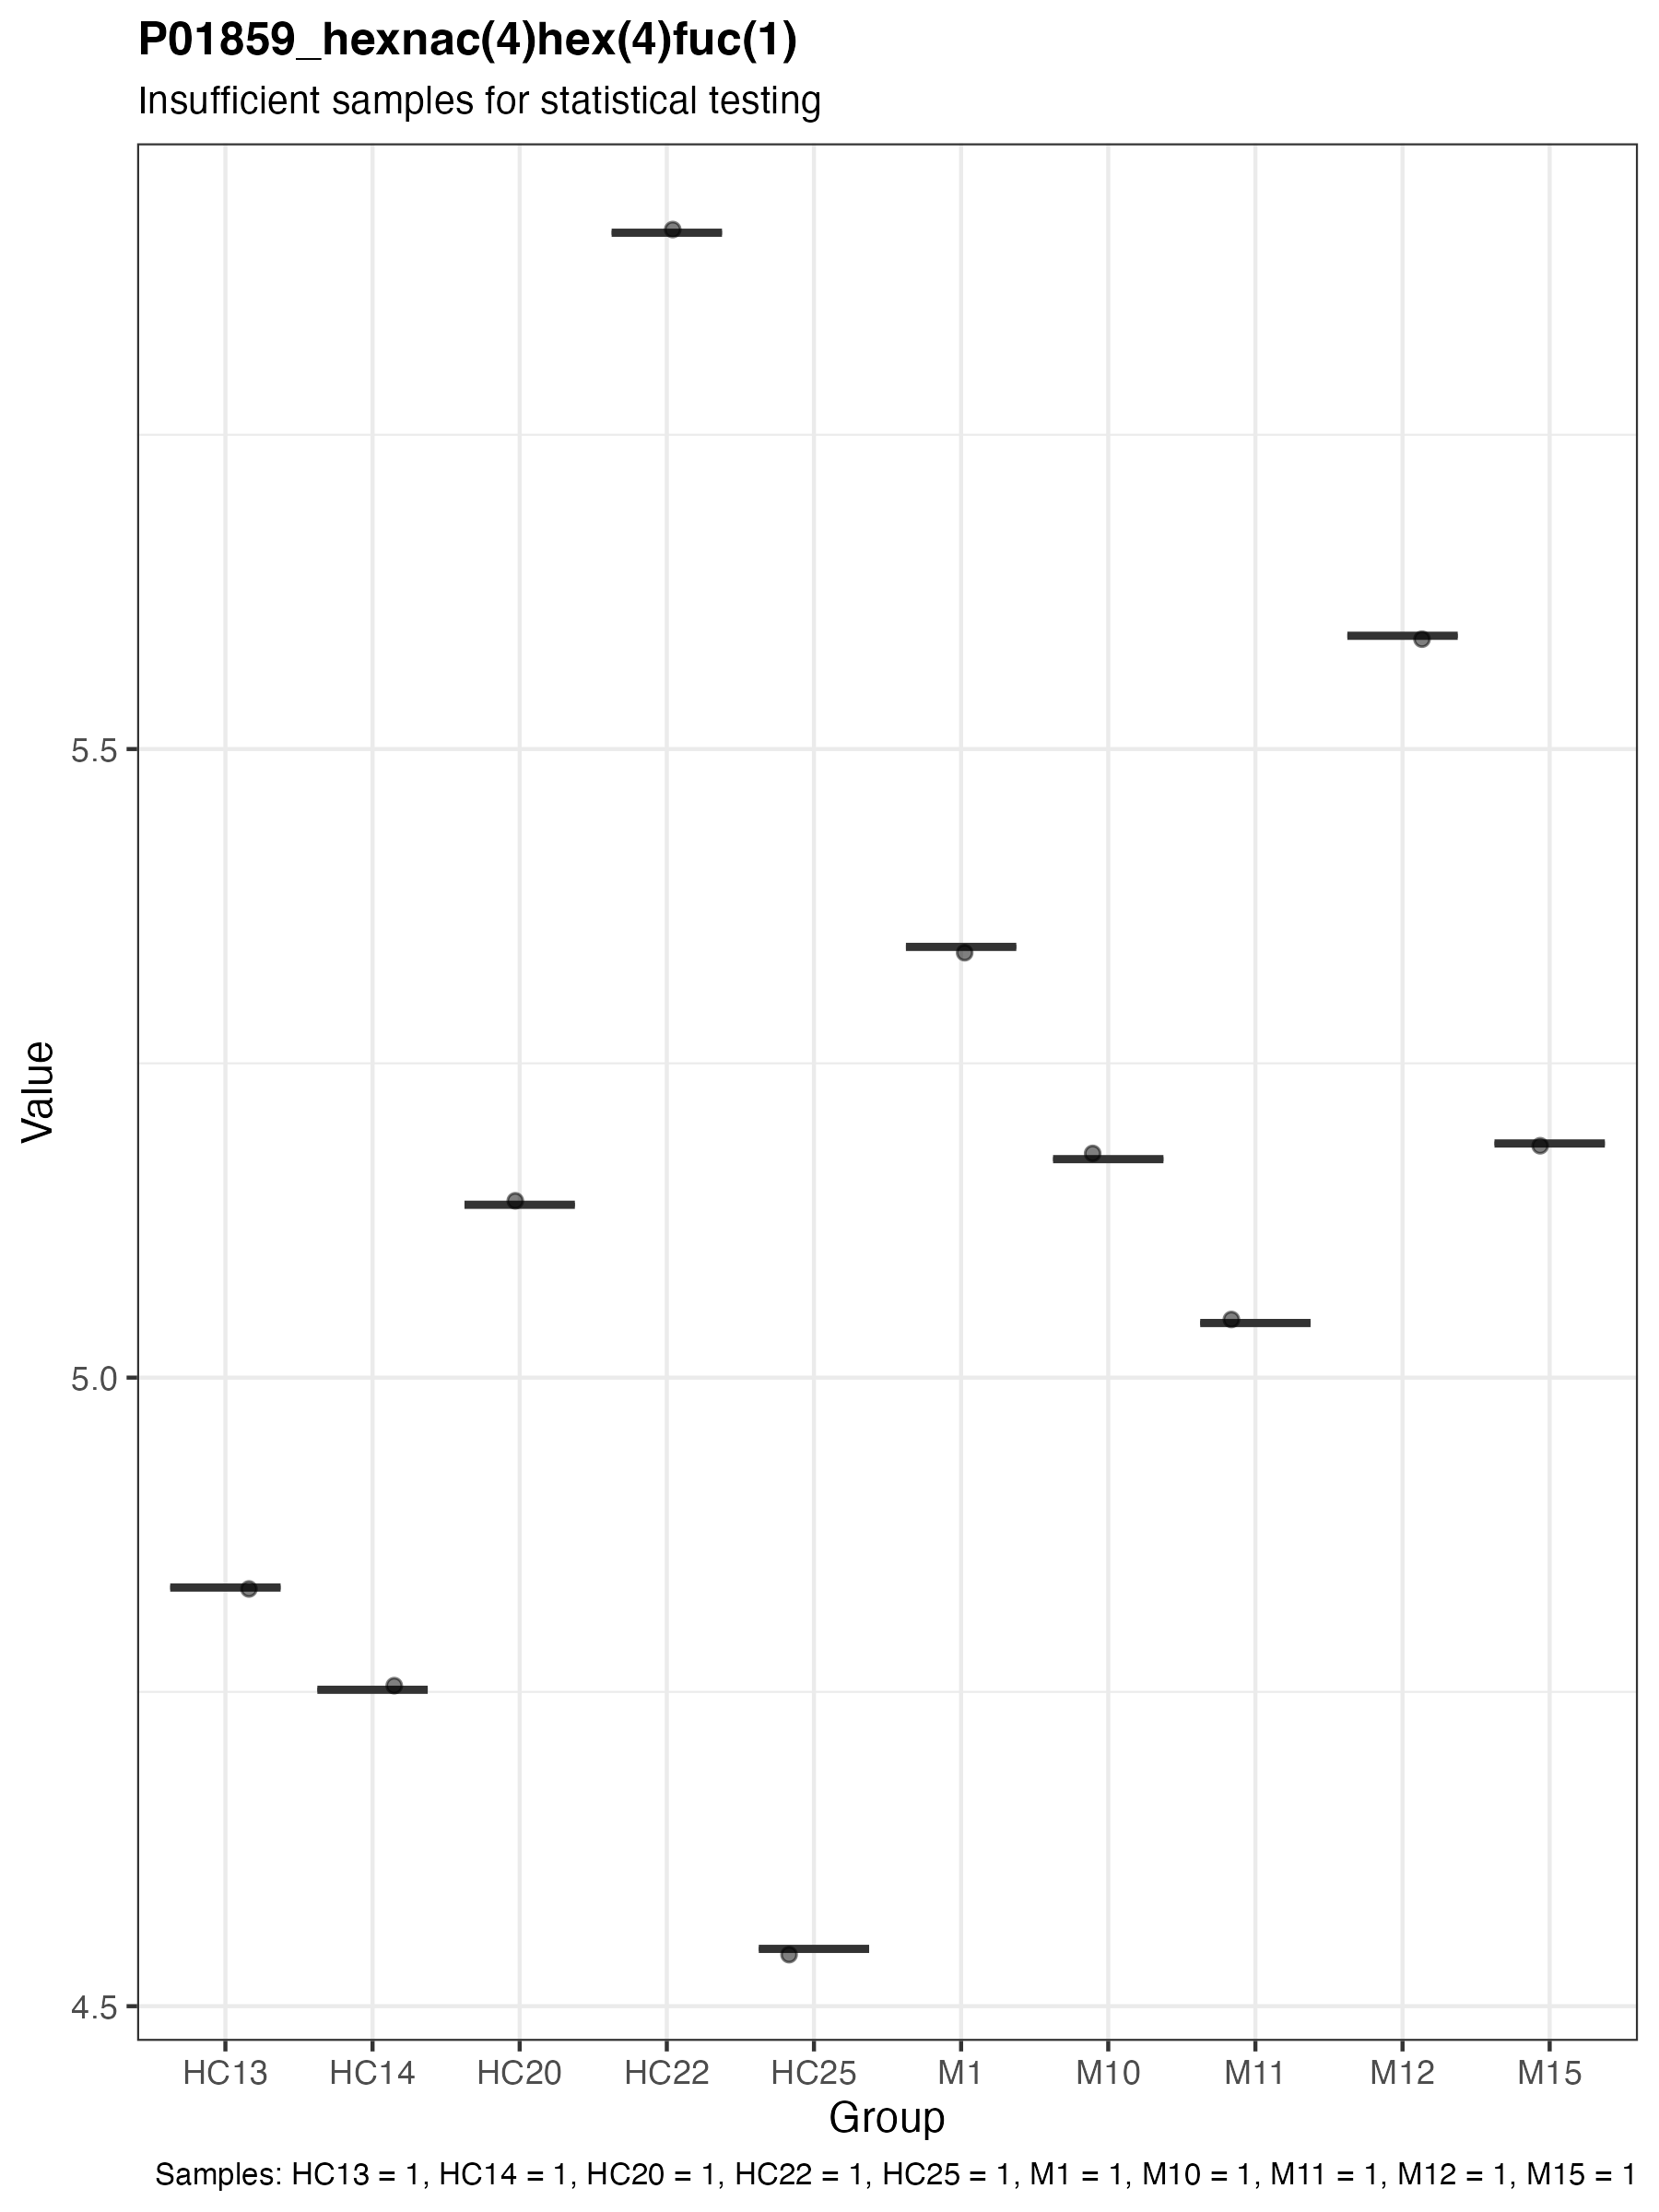 P01859_hexnac(4)hex(4)fuc(1)
Insufficient samples for statistical testing
Value
5.5
5.0
4.5
HC13 HC14 HC20 HC22 HC25 M1 M10 M11 M12 M15
Group
Samples: HC13 = 1, HC14 = 1, HC20 = 1, HC22 = 1, HC25 = 1, M1 = 1, M10 = 1, M11 = 1, M12 = 1, M15 = 1